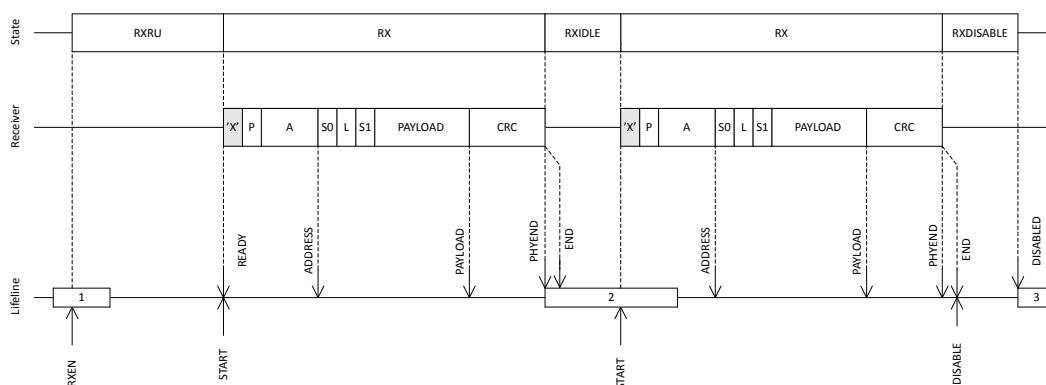 State
RXRU
RX
RXIDLE
RX
RXDISABLE
Receiver
'X'
P
A
S0
L
S1
PAYLOAD
CRC
'X'
P
A
S0
L
S1
PAYLOAD
CRC
READY
ADDRESS
PAYLOAD
PHYEND
END
ADDRESS
PAYLOAD
PHYEND
END
DISABLED
Lifeline
1
2
3
RXEN
START
START
DISABLE